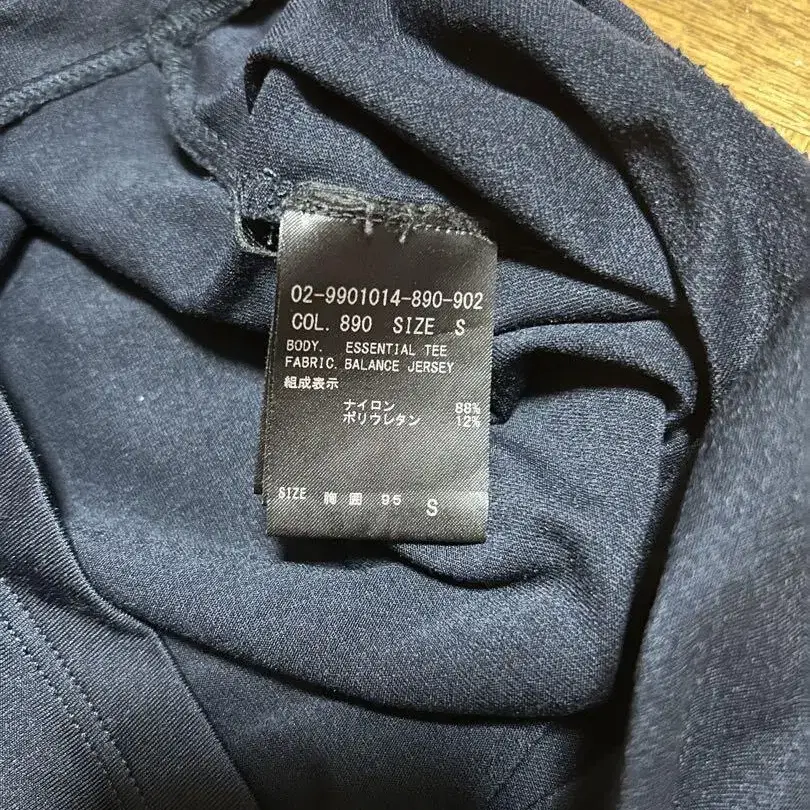 02-9901014-890-902
COL. 890 SIZE S
BODY. ESSENTIAL TEE
FABRIC. BALANCE JERSEY
組成表示
ナイロン 88%
ポリウレタン 12%
SIZE 胸囲 95 S